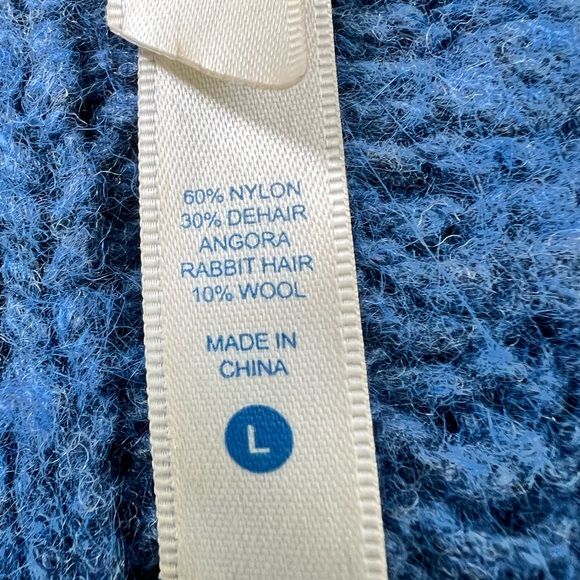 60% NYLON
30% DEHAIR
ANGORA
RABBIT HAIR
10% WOOL
MADE IN
CHINA
L